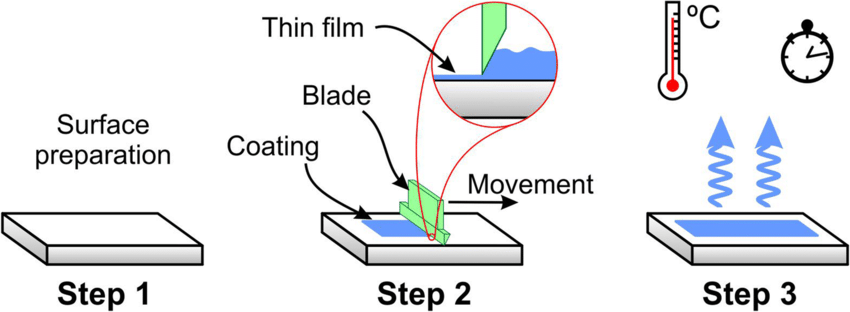 Surface
preparation
Step 1
Thin film
Blade
Coating
Movement
Step 2
ºC
Step 3